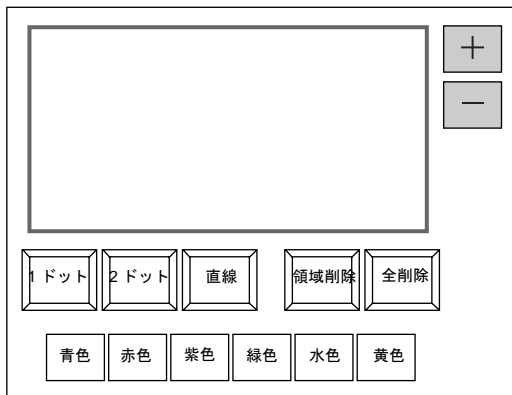 +
−
1ドット 2ドット 直線 領域削除 全削除
青色 赤色 紫色 緑色 水色 黄色